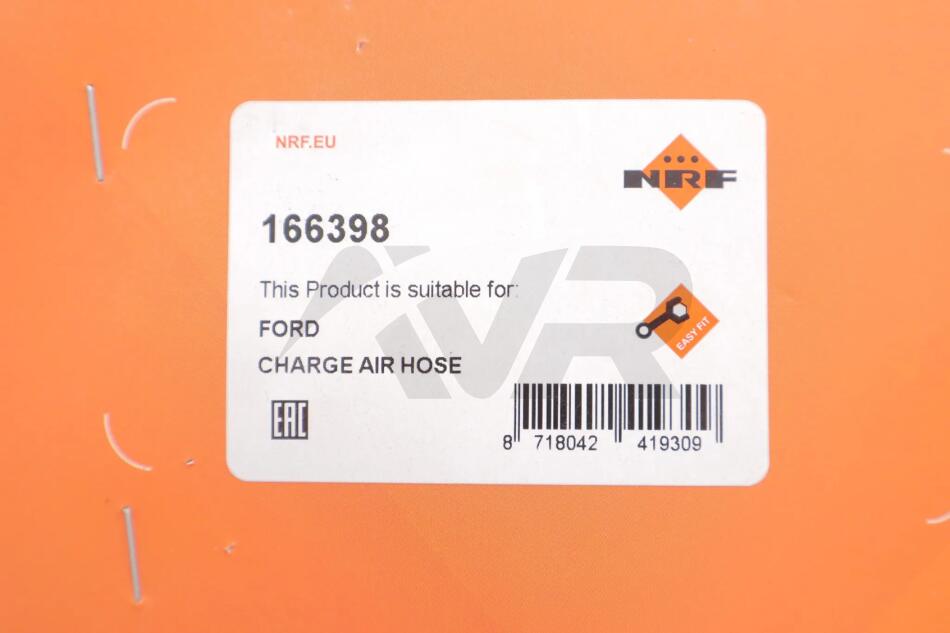 NRF.EU
NRF
166398
iVR
This Product is suitable for:
FORD
EASY FIT
CHARGE AIR HOSE
EAC
8 718042 419309